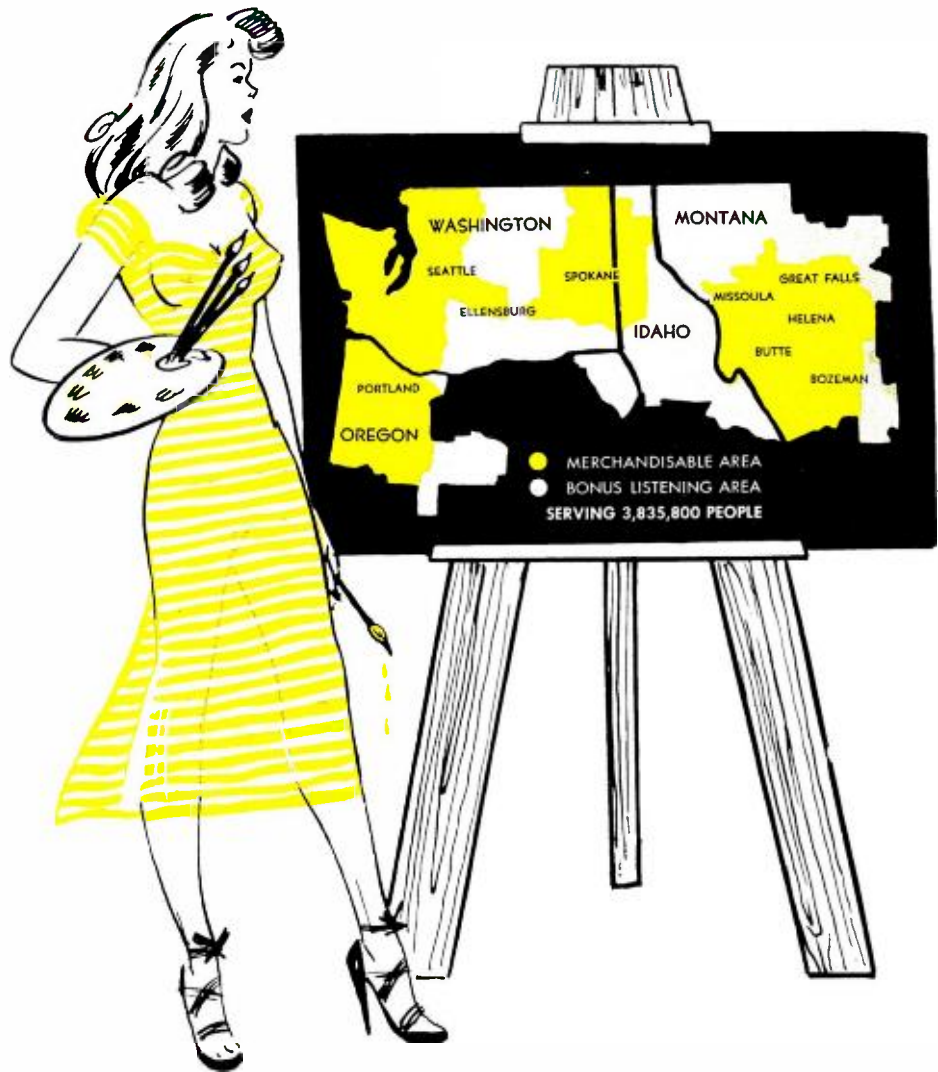 WASHINGTON
MONTANA
SEATTLE
SPOKANE
GREAT FALLS
MISSOULA
ELLENSBURG
HELENA
IDAHO
BUTTE
PORTLAND
BOZEMAN
OREGON
MERCHANDISABLE AREA
BONUS LISTENING AREA
SERVING 3,835,800 PEOPLE